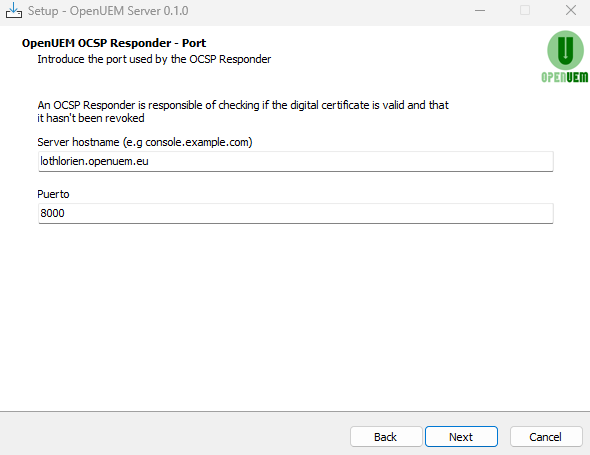 Setup - OpenUEM Server 0.1.0
OpenUEM OCSP Responder - Port
Introduce the port used by the OCSP Responder
OPENUEM
An OCSP Responder is responsible of checking if the digital certificate is valid and that
it hasn't been revoked
Server hostname (e.g console.example.com)
lothlorien.openuem.eu
Puerto
8000
Back
Next
Cancel